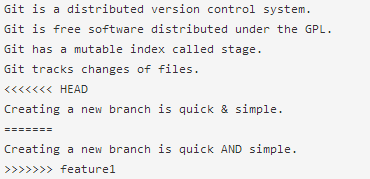 Git is a distributed version control system.
Git is free software distributed under the GPL.
Git has a mutable index called stage.
Git tracks changes of files.
<<<<<<< HEAD
Creating a new branch is quick & simple.
=======
Creating a new branch is quick AND simple.
>>>>>>> feature1